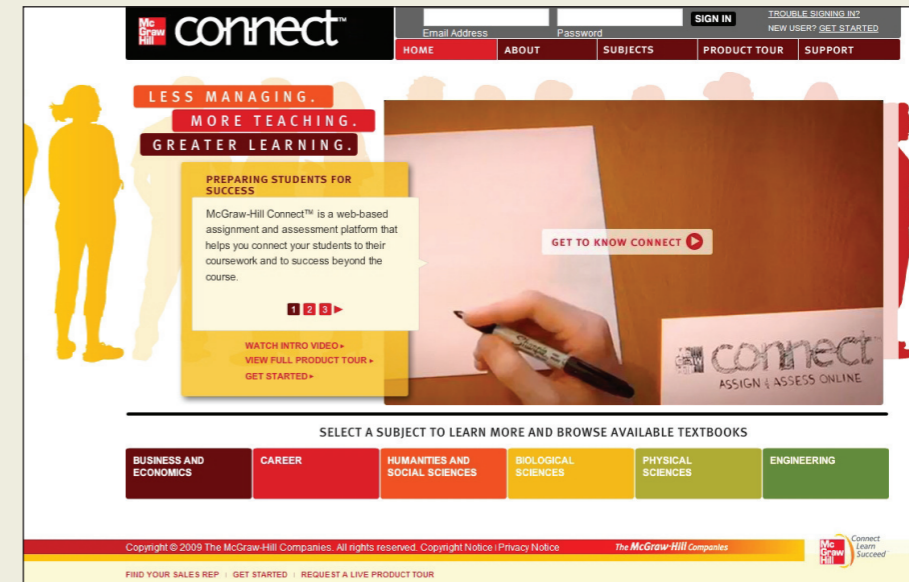 Mc
Graw
Hill
connect™
Email Address
Password
SIGN IN
TROUBLE SIGNING IN?
NEW USER? GET STARTED
HOME
ABOUT
SUBJECTS
PRODUCT TOUR
SUPPORT
LESS MANAGING.
MORE TEACHING.
GREATER LEARNING.
PREPARING STUDENTS FOR
SUCCESS
McGraw-Hill Connect™ is a web-based
assignment and assessment platform that
helps you connect your students to their
coursework and to success beyond the
course.
1 2 3
WATCH INTRO VIDEO
VIEW FULL PRODUCT TOUR
GET STARTED
GET TO KNOW CONNECT
connect
ASSIGN & ASSESS ONLINE
SELECT A SUBJECT TO LEARN MORE AND BROWSE AVAILABLE TEXTBOOKS
BUSINESS AND
ECONOMICS
CAREER
HUMANITIES AND
SOCIAL SCIENCES
BIOLOGICAL
SCIENCES
PHYSICAL
SCIENCES
ENGINEERING
Copyright © 2009 The McGraw-Hill Companies. All rights reserved. Copyright Notice | Privacy Notice
The McGraw-Hill Companies
Mc
Graw
Hill
Connect
Learn
Succeed™
FIND YOUR SALES REP | GET STARTED | REQUEST A LIVE PRODUCT TOUR